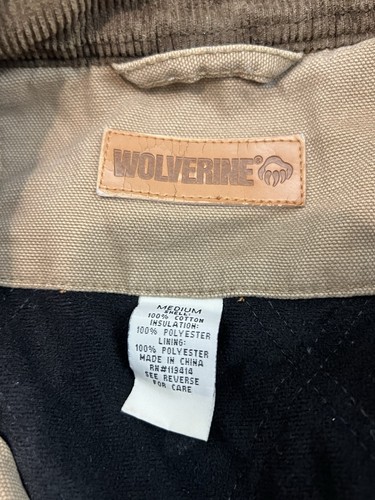 WOLVERINE®
MEDIUM
SHELL:
100% COTTON
INSULATION:
100% POLYESTER
LINING:
100% POLYESTER
MADE IN CHINA
RN#119414
SEE REVERSE
FOR CARE